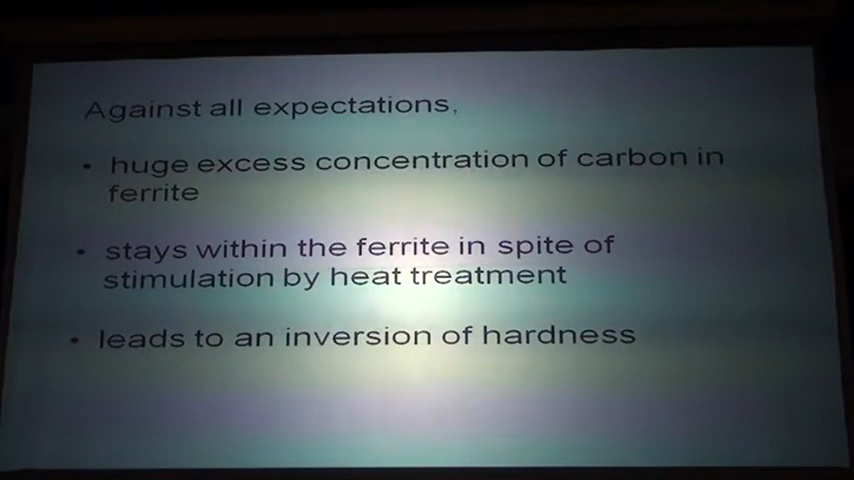 Against all expectations,
• huge excess concentration of carbon in
ferrite
• stays within the ferrite in spite of
stimulation by heat treatment
• leads to an inversion of hardness